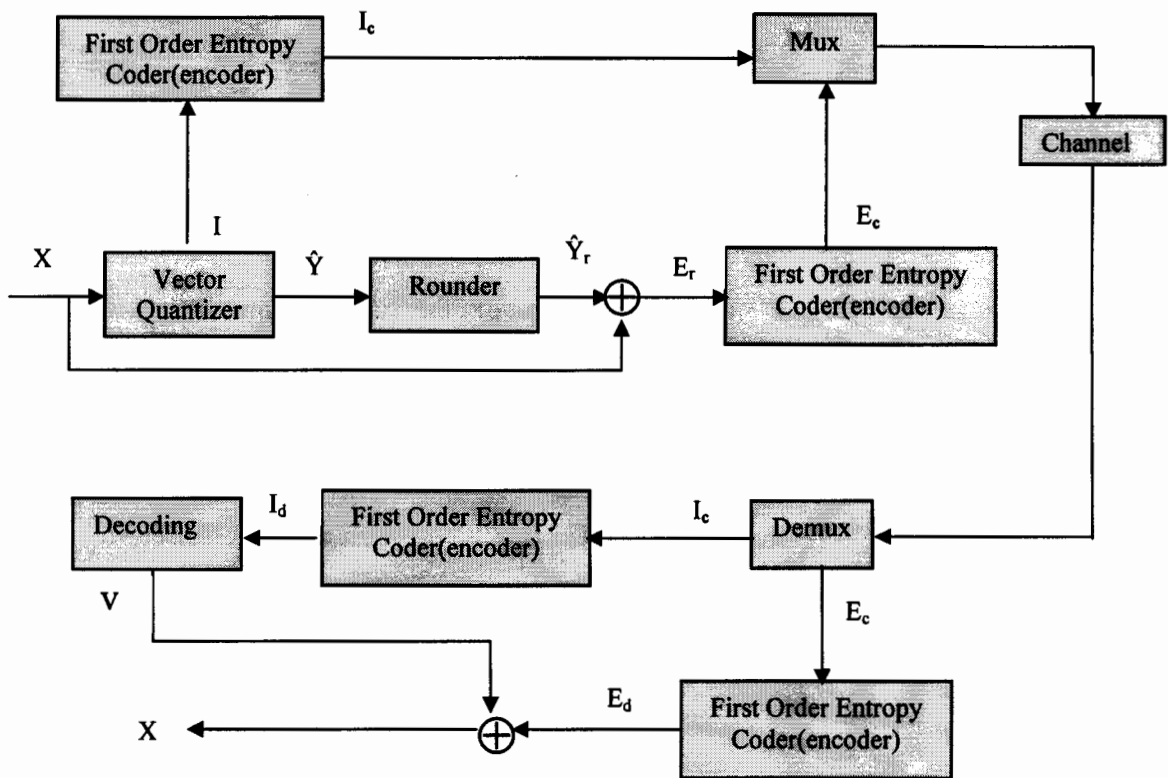 First Order Entropy
Coder(encoder)
I_c
Mux
Channel
I
E_c
X
Vector
Quantizer
Ŷ
Rounder
Ŷ_r
E_r
First Order Entropy
Coder(encoder)
Decoding
I_d
First Order Entropy
Coder(encoder)
I_c
Demux
V
E_c
X
E_d
First Order Entropy
Coder(encoder)